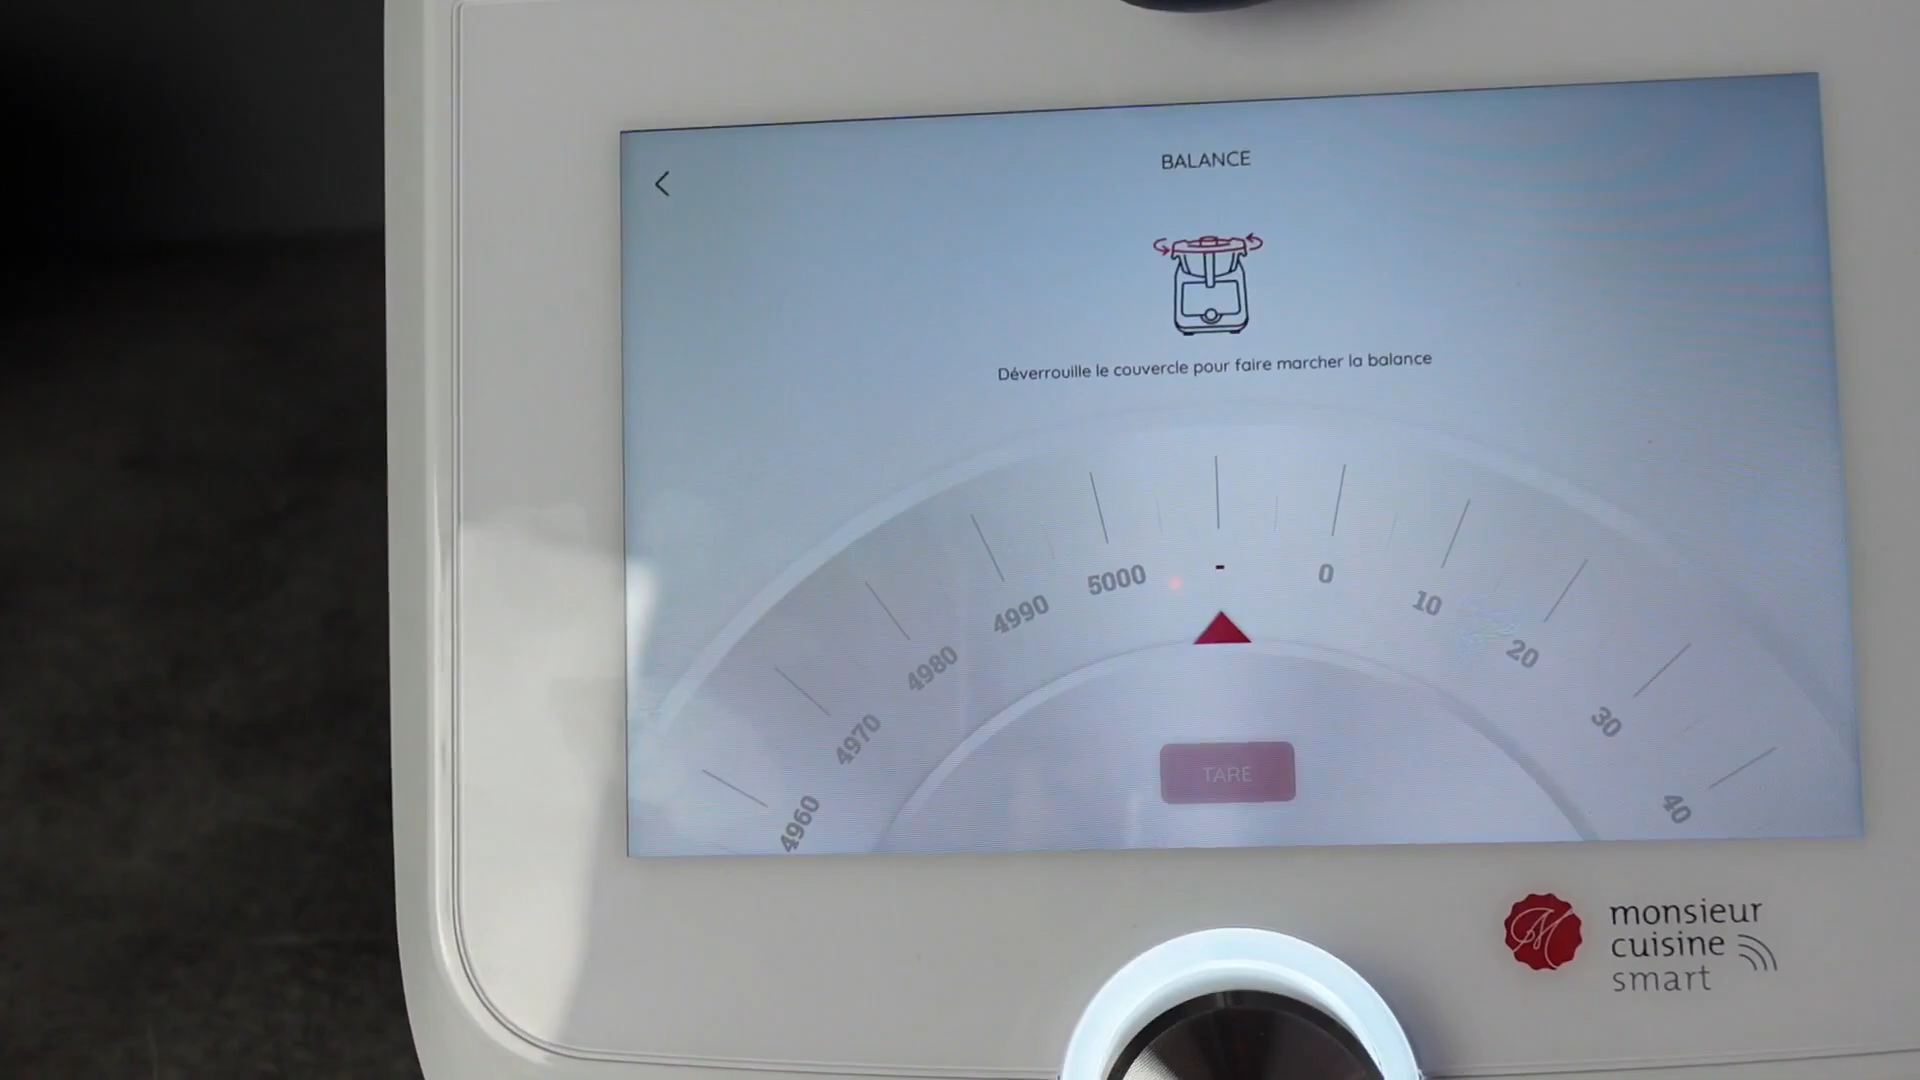 BALANCE
Déverrouille le couvercle pour faire marcher la balance
4960
4970
4980
4990
5000
-
0
10
20
30
40
TARE
monsieur
cuisine
smart